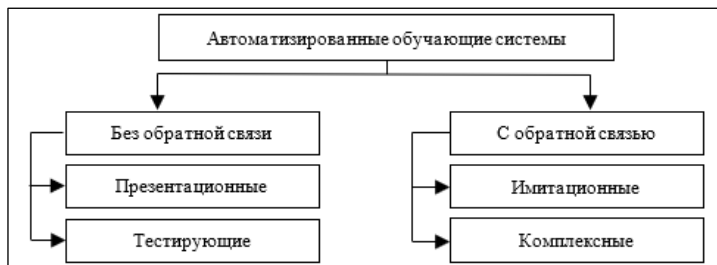 Автоматизированные обучающие системы
Без обратной связи
С обратной связью
Презентационные
Имитационные
Тестирующие
Комплексные